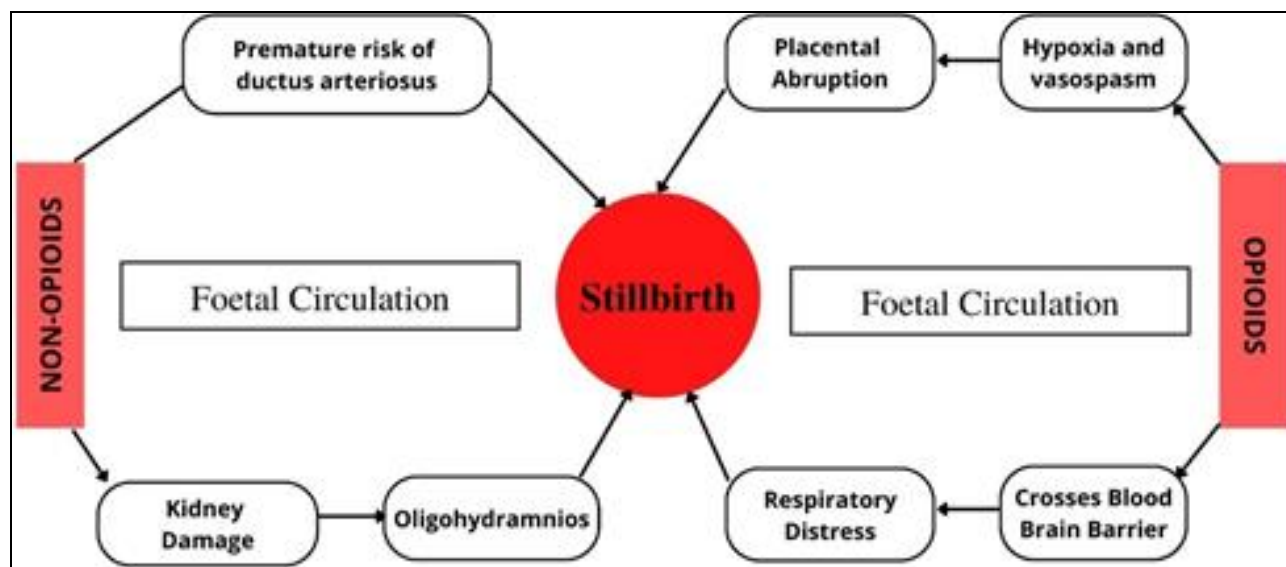 Premature risk of
ductus arteriosus
Placental
Abruption
Hypoxia and
vasospasm
NON-OPIOIDS
Foetal Circulation
Stillbirth
Foetal Circulation
OPIOIDS
Kidney
Damage
Oligohydramnios
Respiratory
Distress
Crosses Blood
Brain Barrier